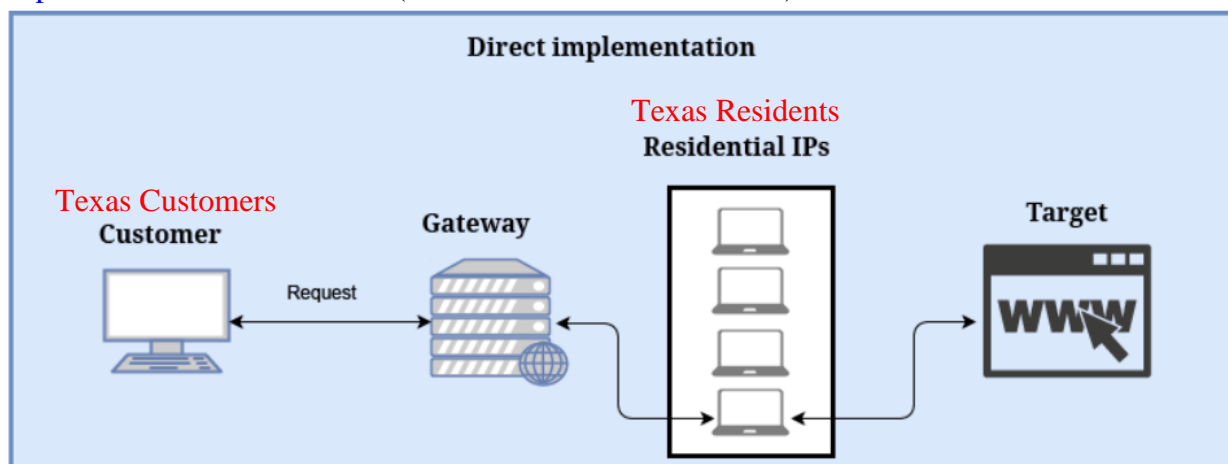 Direct implementation
Texas Residents
Residential IPs
Texas Customers
Customer
Gateway
Target
Request
WWW